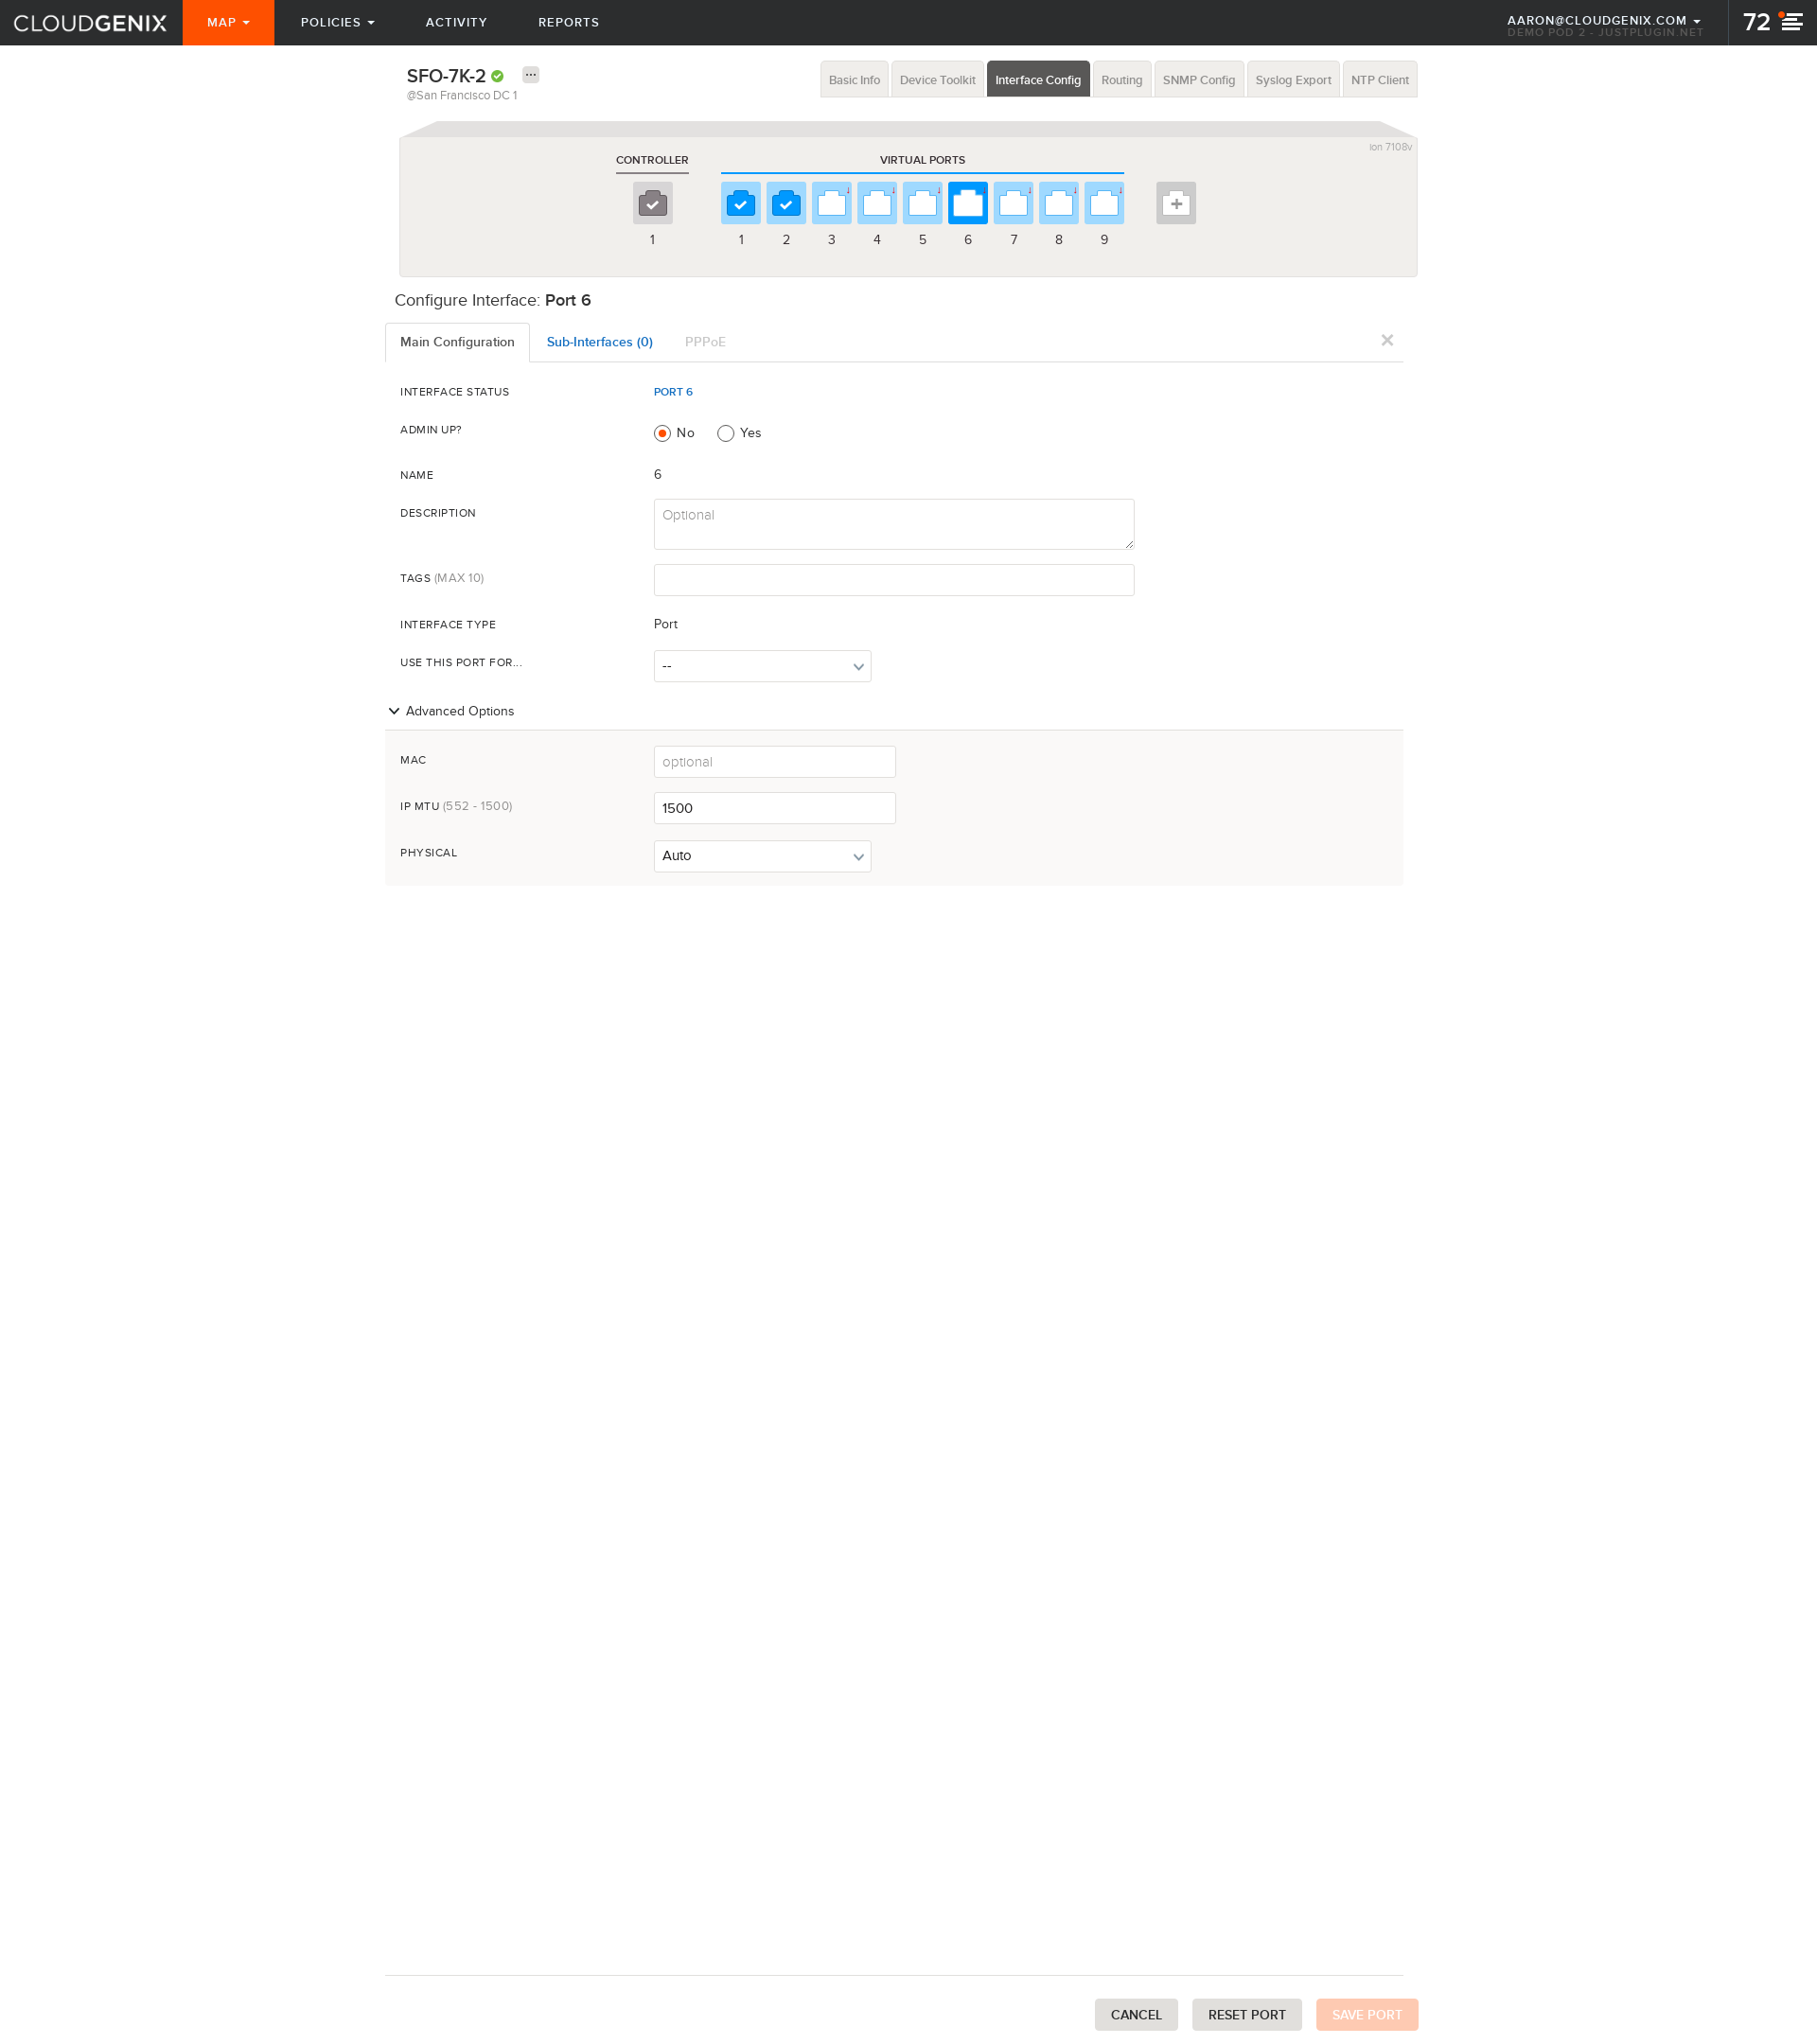 CLOUDGENIX MAP POLICIES ACTIVITY REPORTS AARON@CLOUDGENIX.COM 72
DEMO POD 2 - JUSTPLUGIN.NET
SFO-7K-2 ...
@San Francisco DC 1
Basic Info Device Toolkit Interface Config Routing SNMP Config Syslog Export NTP Client
ion 7108v
CONTROLLER VIRTUAL PORTS
1 1 2 3 4 5 6 7 8 9
Configure Interface: Port 6
Main Configuration Sub-Interfaces (0) PPPoE
INTERFACE STATUS PORT 6
ADMIN UP? No Yes
NAME 6
DESCRIPTION Optional
TAGS (MAX 10)
INTERFACE TYPE Port
USE THIS PORT FOR... --
Advanced Options
MAC optional
IP MTU (552 - 1500) 1500
PHYSICAL Auto
CANCEL RESET PORT SAVE PORT